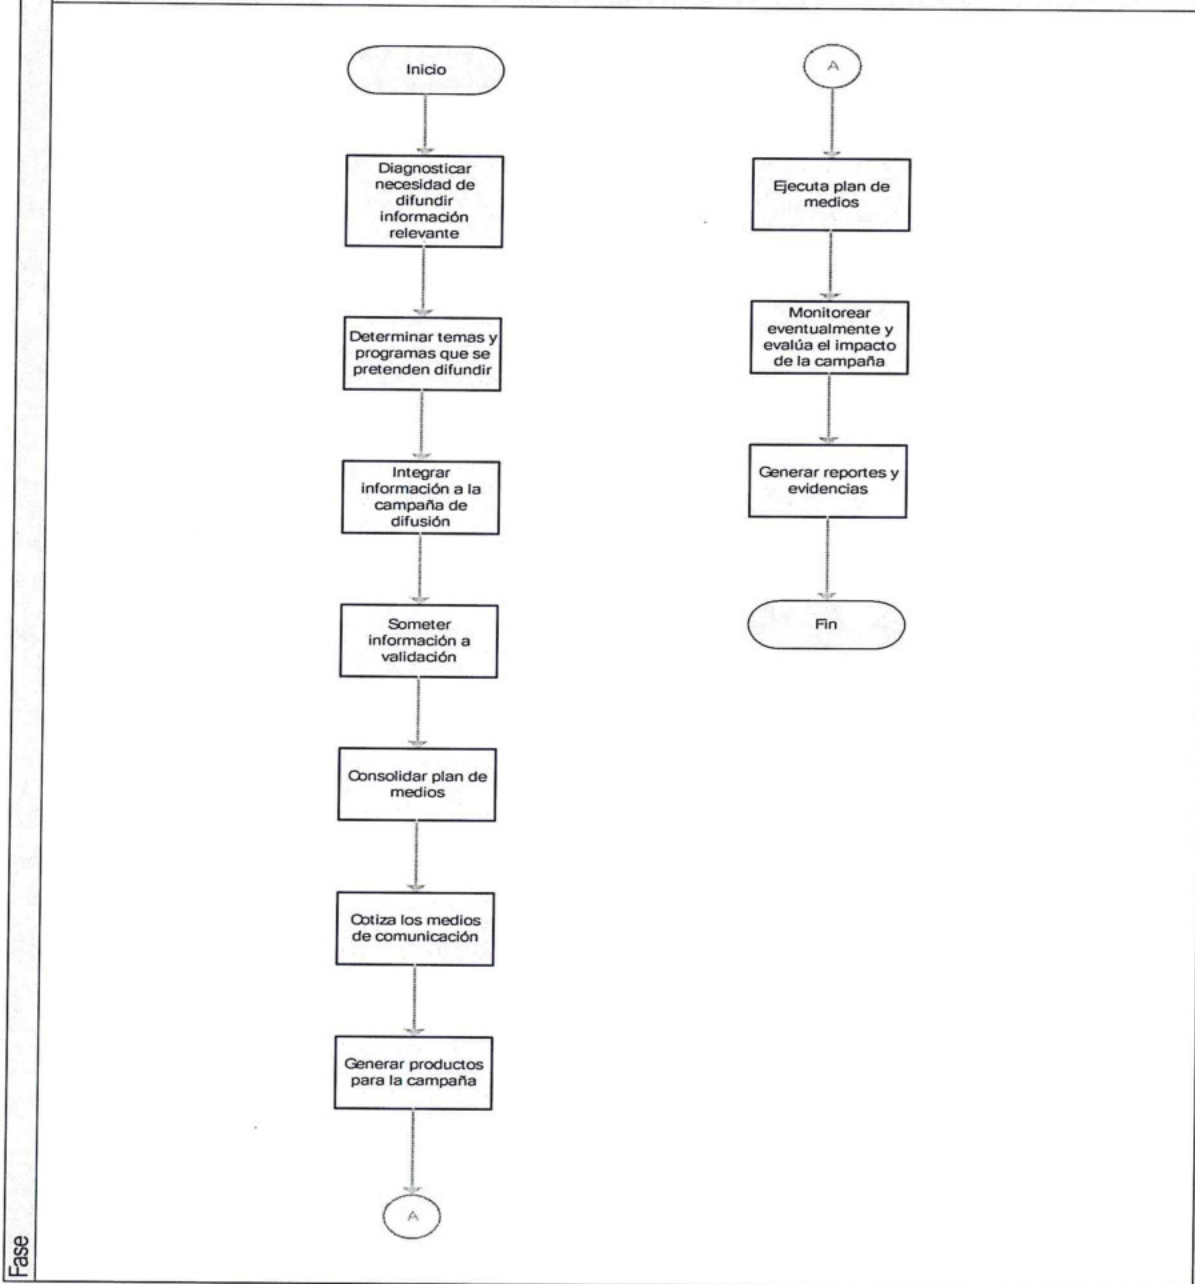 Inicio
Diagnosticar
necesidad de
difundir
información
relevante
Determinar temas y
programas que se
pretenden difundir
Integrar
información a la
campaña de
difusión
Someter
información a
validación
Consolidar plan de
medios
Cotiza los medios
de comunicación
Generar productos
para la campaña
A
A
Ejecuta plan de
medios
Monitorear
eventualmente y
evalúa el impacto
de la campaña
Generar reportes y
evidencias
Fin
Fase